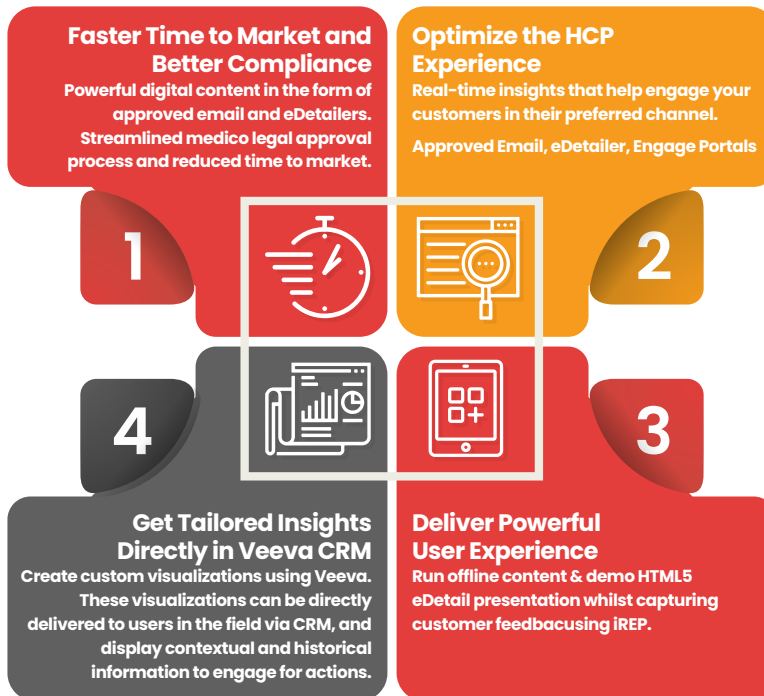 Faster Time to Market and
Better Compliance
Powerful digital content in the form of
approved email and eDetailers.
Streamlined medico legal approval
process and reduced time to market.
1
Optimize the HCP
Experience
Real-time insights that help engage your
customers in their preferred channel.
Approved Email, eDetailer, Engage Portals
2
4
Get Tailored Insights
Directly in Veeva CRM
Create custom visualizations using Veeva.
These visualizations can be directly
delivered to users in the field via CRM, and
display contextual and historical
information to engage for actions.
3
Deliver Powerful
User Experience
Run offline content & demo HTML5
eDetail presentation whilst capturing
customer feedbacusing iREP.